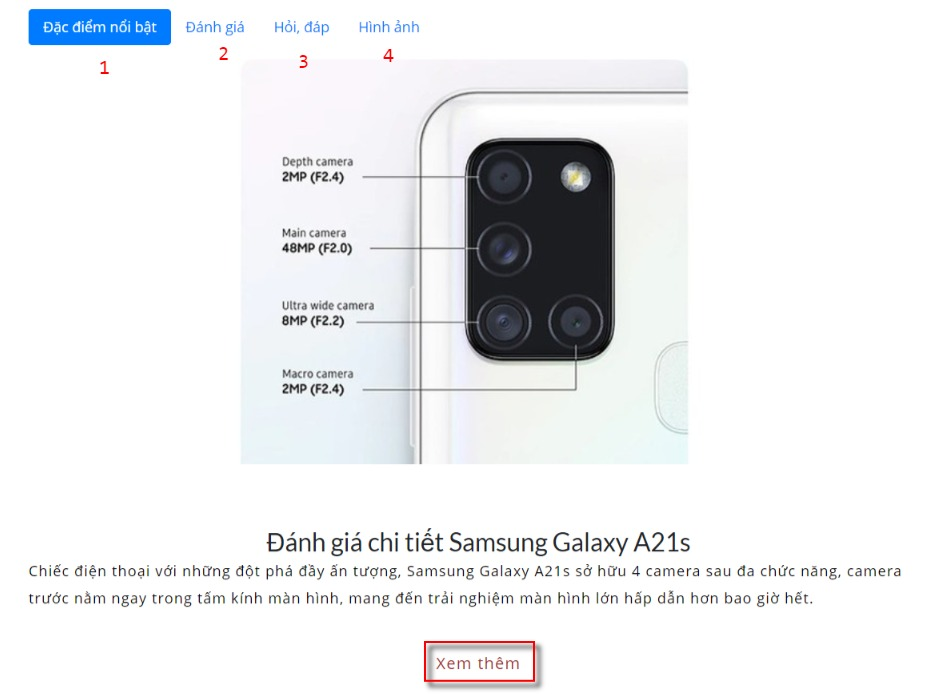 Đặc điểm nổi bật Đánh giá Hỏi, đáp Hình ảnh
1 2 3 4
Depth camera
2MP (F2.4)
Main camera
48MP (F2.0)
Ultra wide camera
8MP (F2.2)
Macro camera
2MP (F2.4)
Đánh giá chi tiết Samsung Galaxy A21s
Chiếc điện thoại với những đột phá đầy ấn tượng, Samsung Galaxy A21s sở hữu 4 camera sau đa chức năng, camera
trước nằm ngay trong tấm kính màn hình, mang đến trải nghiệm màn hình lớn hấp dẫn hơn bao giờ hết.
Xem thêm